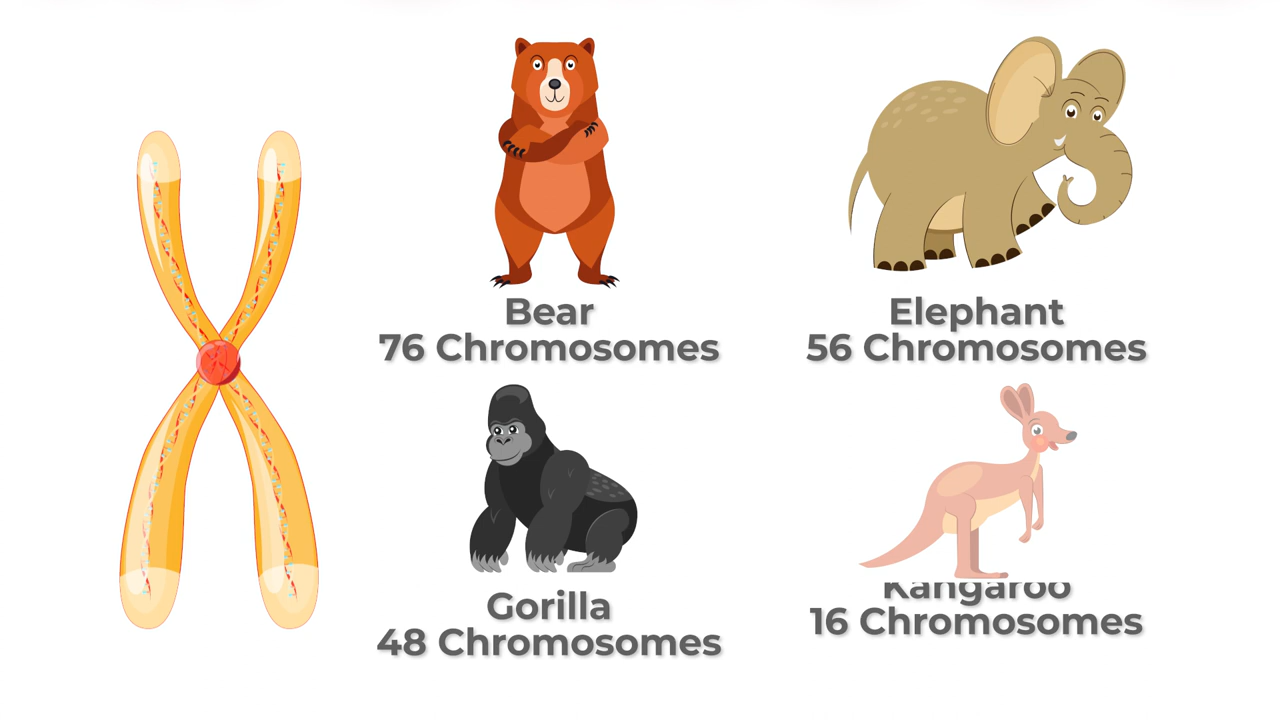 Bear
76 Chromosomes
Elephant
56 Chromosomes
Gorilla
48 Chromosomes
Kangaroo
16 Chromosomes